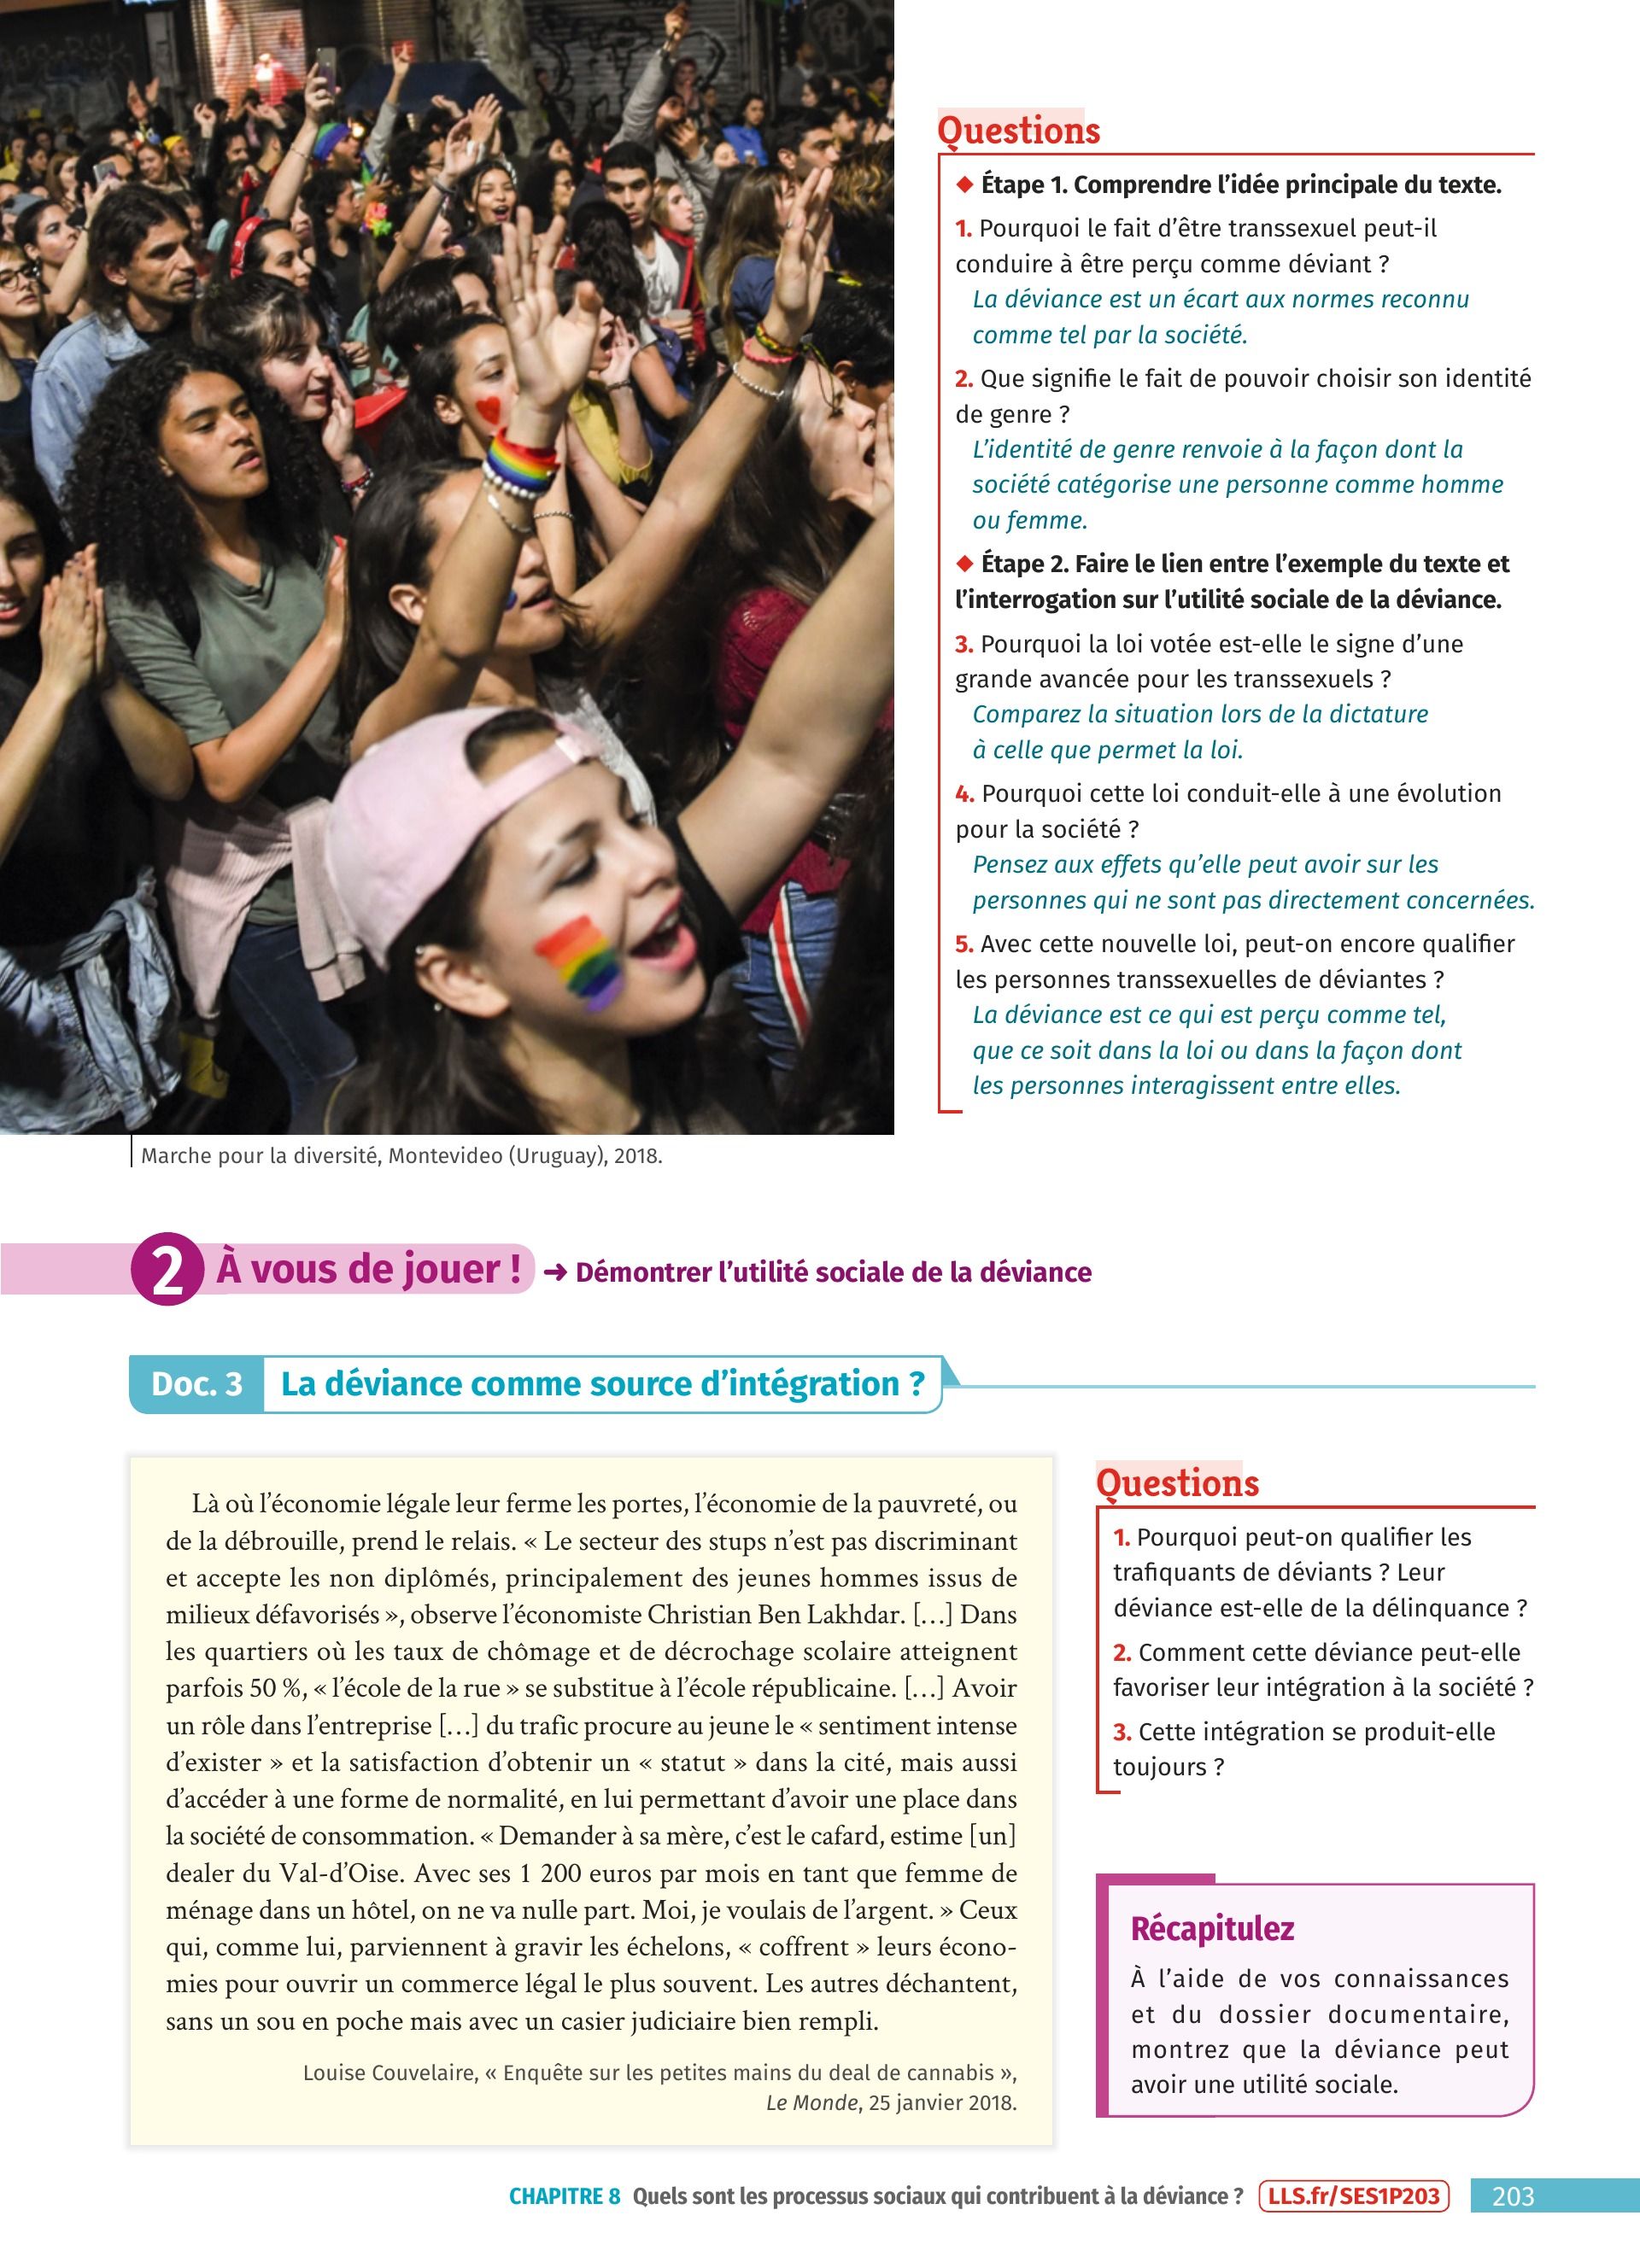 Questions
◆ Étape 1. Comprendre l’idée principale du texte.
1. Pourquoi le fait d’être transsexuel peut-il
conduire à être perçu comme déviant ?
La déviance est un écart aux normes reconnu
comme tel par la société.
2. Que signifie le fait de pouvoir choisir son identité
de genre ?
L’identité de genre renvoie à la façon dont la
société catégorise une personne comme homme
ou femme.
◆ Étape 2. Faire le lien entre l’exemple du texte et
l’interrogation sur l’utilité sociale de la déviance.
3. Pourquoi la loi votée est-elle le signe d’une
grande avancée pour les transsexuels ?
Comparez la situation lors de la dictature
à celle que permet la loi.
4. Pourquoi cette loi conduit-elle à une évolution
pour la société ?
Pensez aux effets qu’elle peut avoir sur les
personnes qui ne sont pas directement concernées.
5. Avec cette nouvelle loi, peut-on encore qualifier
les personnes transsexuelles de déviantes ?
La déviance est ce qui est perçu comme tel,
que ce soit dans la loi ou dans la façon dont
les personnes interagissent entre elles.
Marche pour la diversité, Montevideo (Uruguay), 2018.
2 À vous de jouer ! → Démontrer l’utilité sociale de la déviance
Doc. 3 La déviance comme source d’intégration ?
Là où l’économie légale leur ferme les portes, l’économie de la pauvreté, ou
de la débrouille, prend le relais. « Le secteur des stups n’est pas discriminant
et accepte les non diplômés, principalement des jeunes hommes issus de
milieux défavorisés », observe l’économiste Christian Ben Lakhdar. […] Dans
les quartiers où les taux de chômage et de décrochage scolaire atteignent
parfois 50 %, « l’école de la rue » se substitue à l’école républicaine. […] Avoir
un rôle dans l’entreprise […] du trafic procure au jeune le « sentiment intense
d’exister » et la satisfaction d’obtenir un « statut » dans la cité, mais aussi
d’accéder à une forme de normalité, en lui permettant d’avoir une place dans
la société de consommation. « Demander à sa mère, c’est le cafard, estime [un]
dealer du Val-d’Oise. Avec ses 1 200 euros par mois en tant que femme de
ménage dans un hôtel, on ne va nulle part. Moi, je voulais de l’argent. » Ceux
qui, comme lui, parviennent à gravir les échelons, « coffrent » leurs écono-
mies pour ouvrir un commerce légal le plus souvent. Les autres déchantent,
sans un sou en poche mais avec un casier judiciaire bien rempli.
Louise Couvelaire, « Enquête sur les petites mains du deal de cannabis »,
Le Monde, 25 janvier 2018.
Questions
1. Pourquoi peut-on qualifier les
trafiquants de déviants ? Leur
déviance est-elle de la délinquance ?
2. Comment cette déviance peut-elle
favoriser leur intégration à la société ?
3. Cette intégration se produit-elle
toujours ?
Récapitulez
À l’aide de vos connaissances
et du dossier documentaire,
montrez que la déviance peut
avoir une utilité sociale.
CHAPITRE 8 Quels sont les processus sociaux qui contribuent à la déviance ? LLS.fr/SES1P203 203